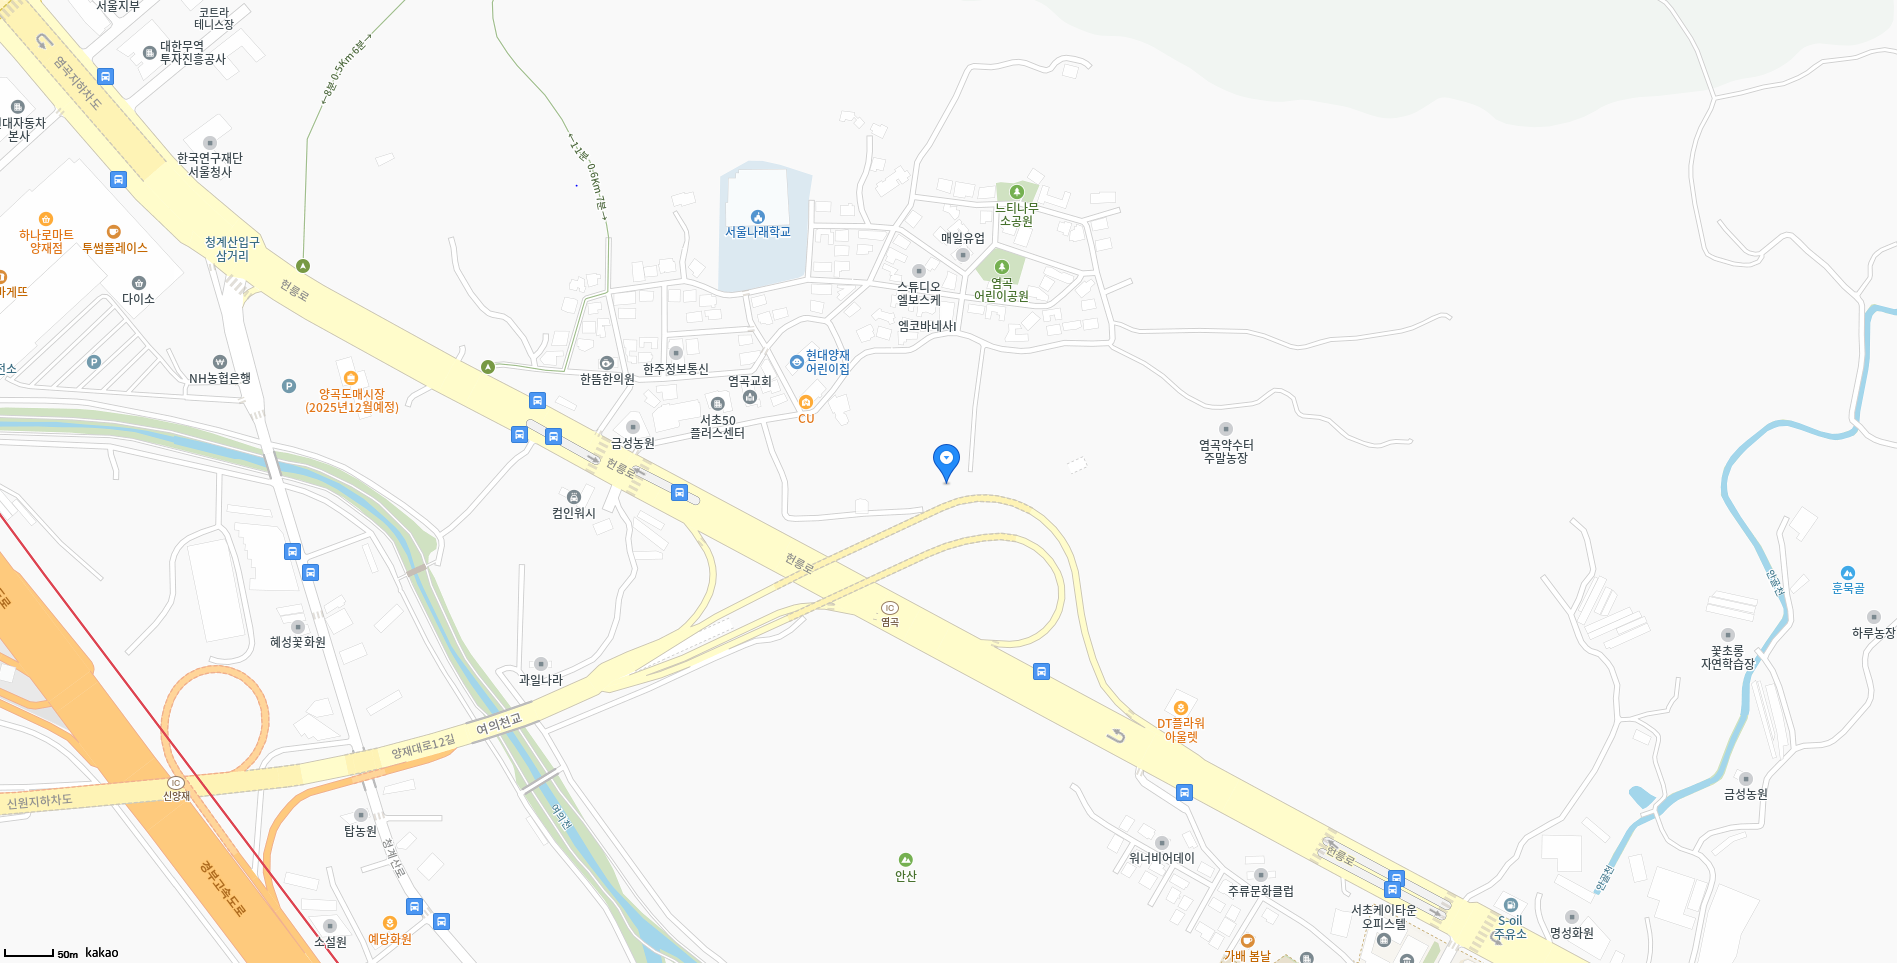 서울지부
코트라
테니스장
대한무역
투자진흥공사
염곡지하차도
←8분 0.5Km 6분→
←11분 0.6Km 7분→
본사
한국연구재단
서울청사
하나로마트
양재점
투썸플레이스
청계산입구
삼거리
다이소
헌릉로
서울나래학교
느티나무
소공원
매일유업
염곡
어린이공원
스튜디오
엘보스케
엠코바네사I
현대양재
어린이집
NH농협은행
P
P
양곡도매시장
(2025년12월예정)
한뜸한의원
한주정보통신
염곡교회
CU
서초50
플러스센터
금성농원
헌릉로
염곡약수터
주말농장
컴인워시
헌릉로
IC
염곡
안골천
훈묵골
하루농장
꽃초롱
자연학습장
혜성꽃화원
과일나라
여의천교
양재대로12길
DT플라워
아울렛
IC
신양재
신원지하차도
금성농원
탑농원
여의천
청계산로
경부고속도로
안산
워너비어데이
헌릉로
주류문화클럽
안골천
서초케이타운
오피스텔
S-oil
주유소
명성화원
소설원
예당화원
가배 봄날
50m kakao